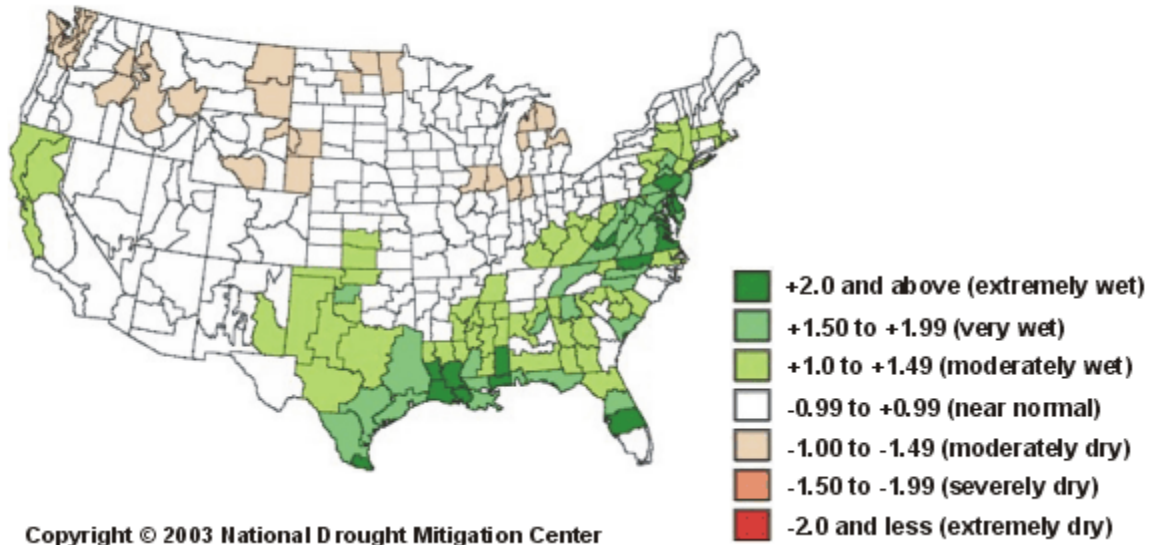 +2.0 and above (extremely wet)
+1.50 to +1.99 (very wet)
+1.0 to +1.49 (moderately wet)
-0.99 to +0.99 (near normal)
-1.00 to -1.49 (moderately dry)
-1.50 to -1.99 (severely dry)
-2.0 and less (extremely dry)
Copyright © 2003 National Drought Mitigation Center